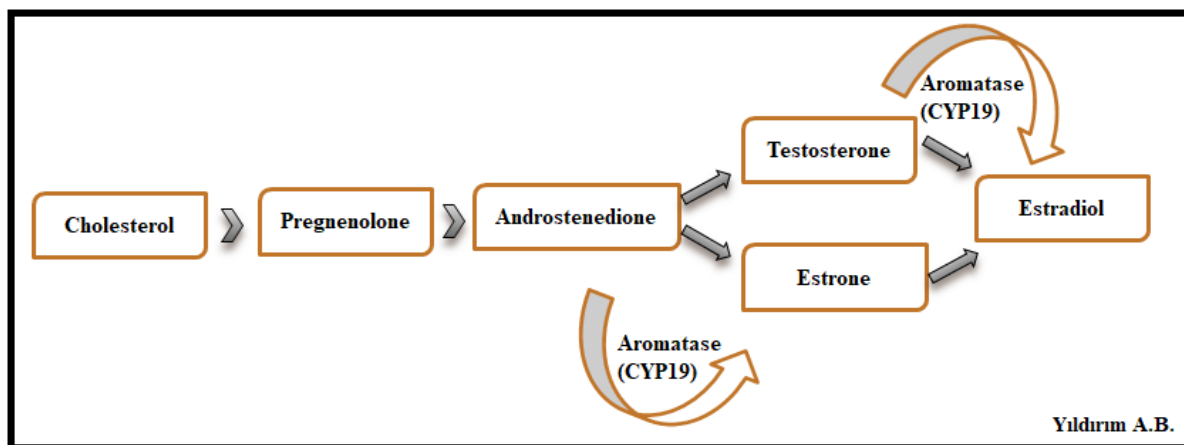 Cholesterol
Pregnenolone
Androstenedione
Testosterone
Aromatase
(CYP19)
Estradiol
Estrone
Aromatase
(CYP19)
Yıldırım A.B.